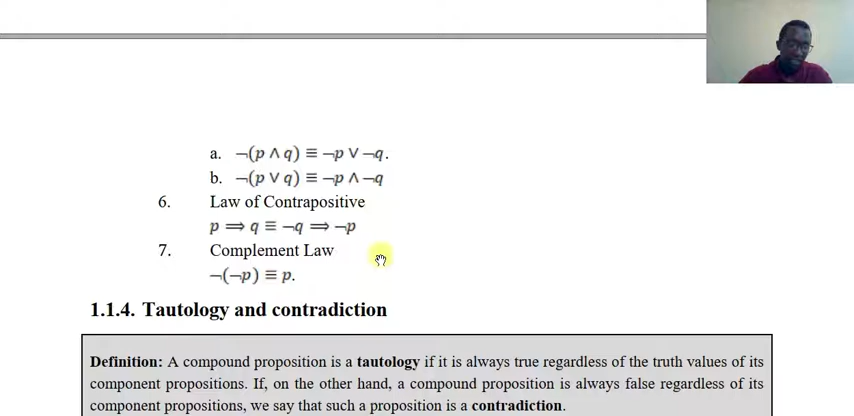 a. ¬(p ∧ q) ≡ ¬p ∨ ¬q.
b. ¬(p ∨ q) ≡ ¬p ∧ ¬q
6. Law of Contrapositive
p ⟹ q ≡ ¬q ⟹ ¬p
7. Complement Law
¬(¬p) ≡ p.
1.1.4. Tautology and contradiction
Definition: A compound proposition is a tautology if it is always true regardless of the truth values of its
component propositions. If, on the other hand, a compound proposition is always false regardless of its
component propositions, we say that such a proposition is a contradiction.